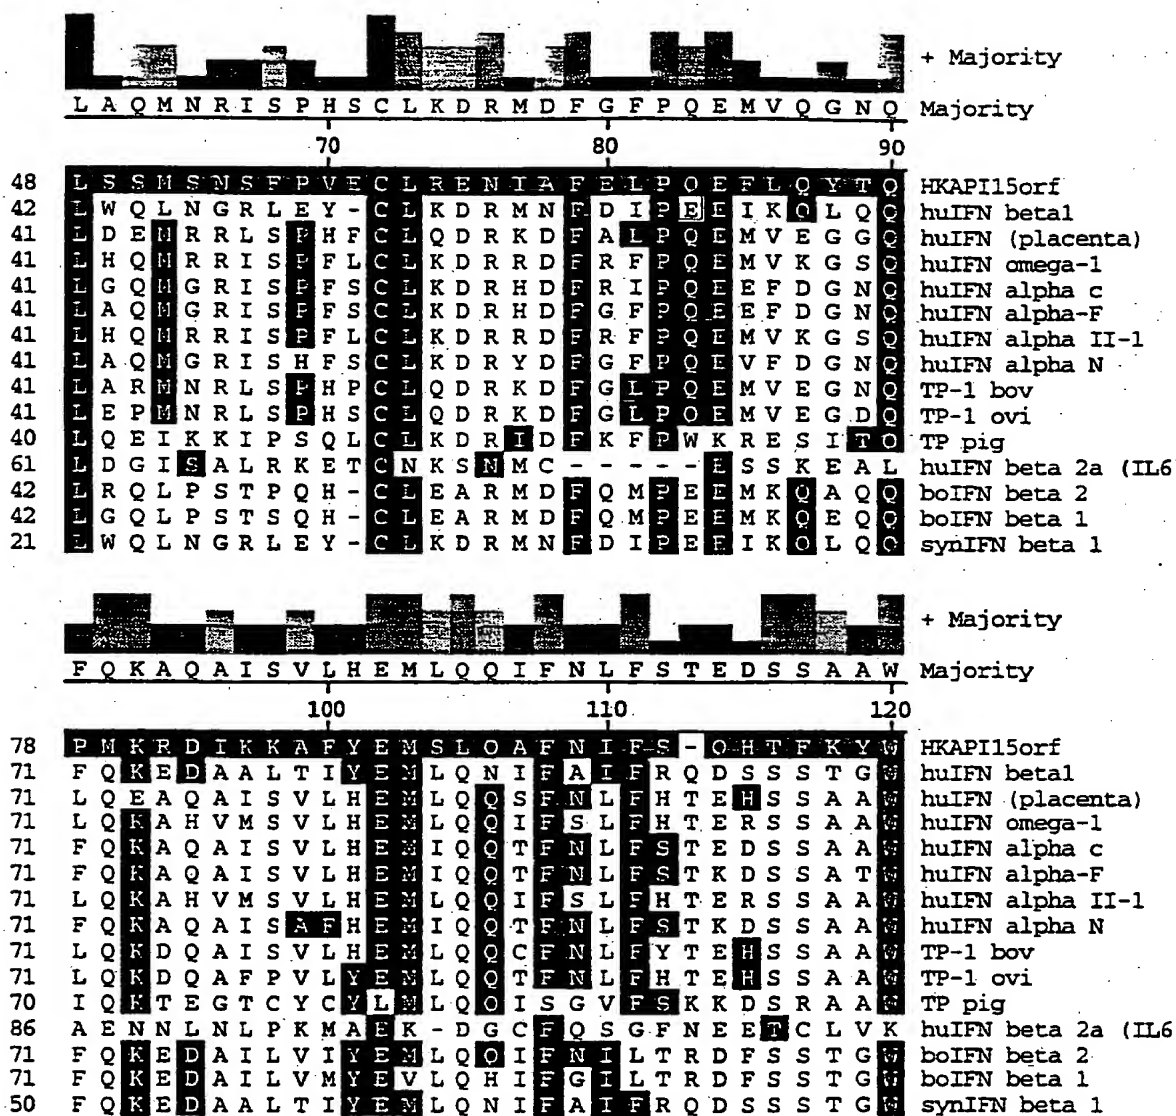 + Majority
L A Q M N R I S P H S C L K D R M D F G F P Q E M V Q G N Q Majority
70 80 90
48 L S S M S N S F P V E C L R E N I A F E L P Q E F L Q Y T Q HKAPI15orf
42 L W Q L N G R L E Y - C L K D R M N F D I P E E I K Q L Q Q huIFN beta1
41 L D E M R R L S P H F C L Q D R K D F A L P Q E M V E G G Q huIFN (placenta)
41 L H Q M R R I S P F L C L K D R R D F R F P Q E M V K G S Q huIFN omega-1
41 L G Q M G R I S P F S C L K D R H D F R I P Q E E F D G N Q huIFN alpha c
41 L A Q M G R I S P F S C L K D R H D F G F P Q E E F D G N Q huIFN alpha-F
41 L H Q M R R I S P F L C L K D R R D F R F P Q E M V K G S Q huIFN alpha II-1
41 L A Q M G R I S H F S C L K D R Y D F G F P Q E V F D G N Q huIFN alpha N
41 L A R M N R L S P H P C L Q D R K D F G L P Q E M V E G N Q TP-1 bov
41 L E P M N R L S P H S C L Q D R K D F G L P Q E M V E G D Q TP-1 ovi
40 L Q E I K K I P S Q L C L K D R I D F K F P W K R E S I T Q TP pig
61 L D G I S A L R K E T C N K S N M C - - - - - E S S K E A L huIFN beta 2a (IL6
42 L R Q L P S T P Q H - C L E A R M D F Q M P E E M K Q A Q Q boIFN beta 2
42 L G Q L P S T S Q H - C L E A R M D F Q M P E E M K Q E Q Q boIFN beta 1
21 L W Q L N G R L E Y - C L K D R M N F D I P E E I K Q L Q Q synIFN beta 1
+ Majority
F Q K A Q A I S V L H E M L Q Q I F N L F S T E D S S A A W Majority
100 110 120
78 P M K R D I K K A F Y E M S L Q A F N I F S - Q H T F K Y W HKAPI15orf
71 F Q K E D A A L T I Y E M L Q N I F A I F R Q D S S S T G W huIFN beta1
71 L Q E A Q A I S V L H E M L Q Q S F N L F H T E H S S A A W huIFN (placenta)
71 L Q K A H V M S V L H E M L Q Q I F S L F H T E R S S A A W huIFN omega-1
71 F Q K A Q A I S V L H E M I Q Q T F N L F S T E D S S A A W huIFN alpha c
71 F Q K A Q A I S V L H E M I Q Q T F N L F S T K D S S A T W huIFN alpha-F
71 L Q K A H V M S V L H E M L Q Q I F S L F H T E R S S A A W huIFN alpha II-1
71 F Q K A Q A I S A F H E M I Q Q T F N L F S T K D S S A A W huIFN alpha N
71 L Q K D Q A I S V L H E M L Q Q C F N L F Y T E H S S A A W TP-1 bov
71 L Q K D Q A F P V L Y E M L Q Q T F N L F H T E H S S A A W TP-1 ovi
70 I Q K T E G T C Y C Y L M L Q Q I S G V F S K K D S R A A W TP pig
86 A E N N L N L P K M A E K - D G C F Q S G F N E E T C L V K huIFN beta 2a (IL6
71 F Q K E D A I L V I Y E M L Q Q I F N I L T R D F S S T G W boIFN beta 2
71 F Q K E D A I L V M Y E V L Q H I F G I L T R D F S S T G W boIFN beta 1
50 F Q K E D A A L T I Y E M L Q N I F A I F R Q D S S S T G W synIFN beta 1